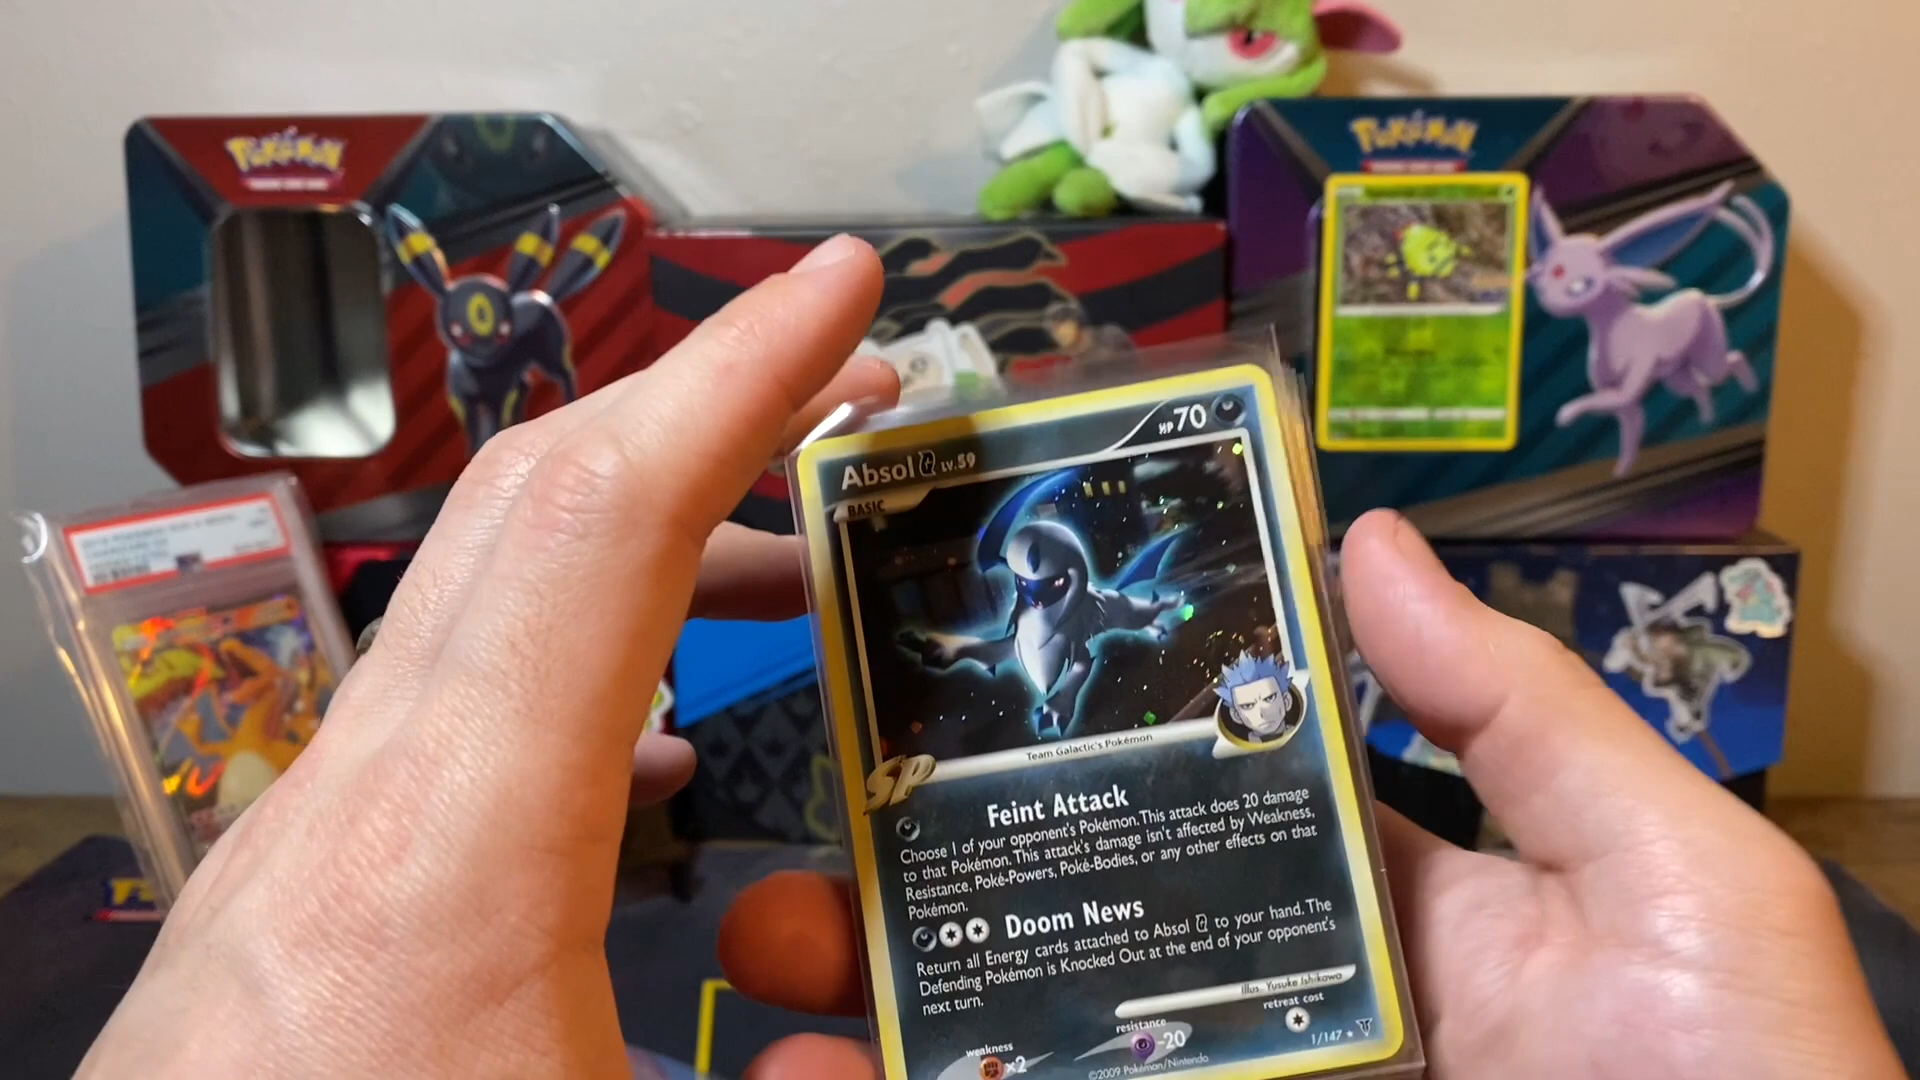 POKéMON
POKéMON
Absol G LV.59
HP 70
BASIC
Team Galactic's Pokémon
SP
Feint Attack
Choose 1 of your opponent's Pokémon. This attack does 20 damage
to that Pokémon. This attack's damage isn't affected by Weakness,
Resistance, Poké-Powers, Poké-Bodies, or any other effects on that
Pokémon.
Doom News
Return all Energy cards attached to Absol G to your hand. The
Defending Pokémon is Knocked Out at the end of your opponent's
next turn.
Illus. Yusuke Ishikawa
weakness
×2
resistance
-20
retreat cost
1/147
©2009 Pokémon/Nintendo